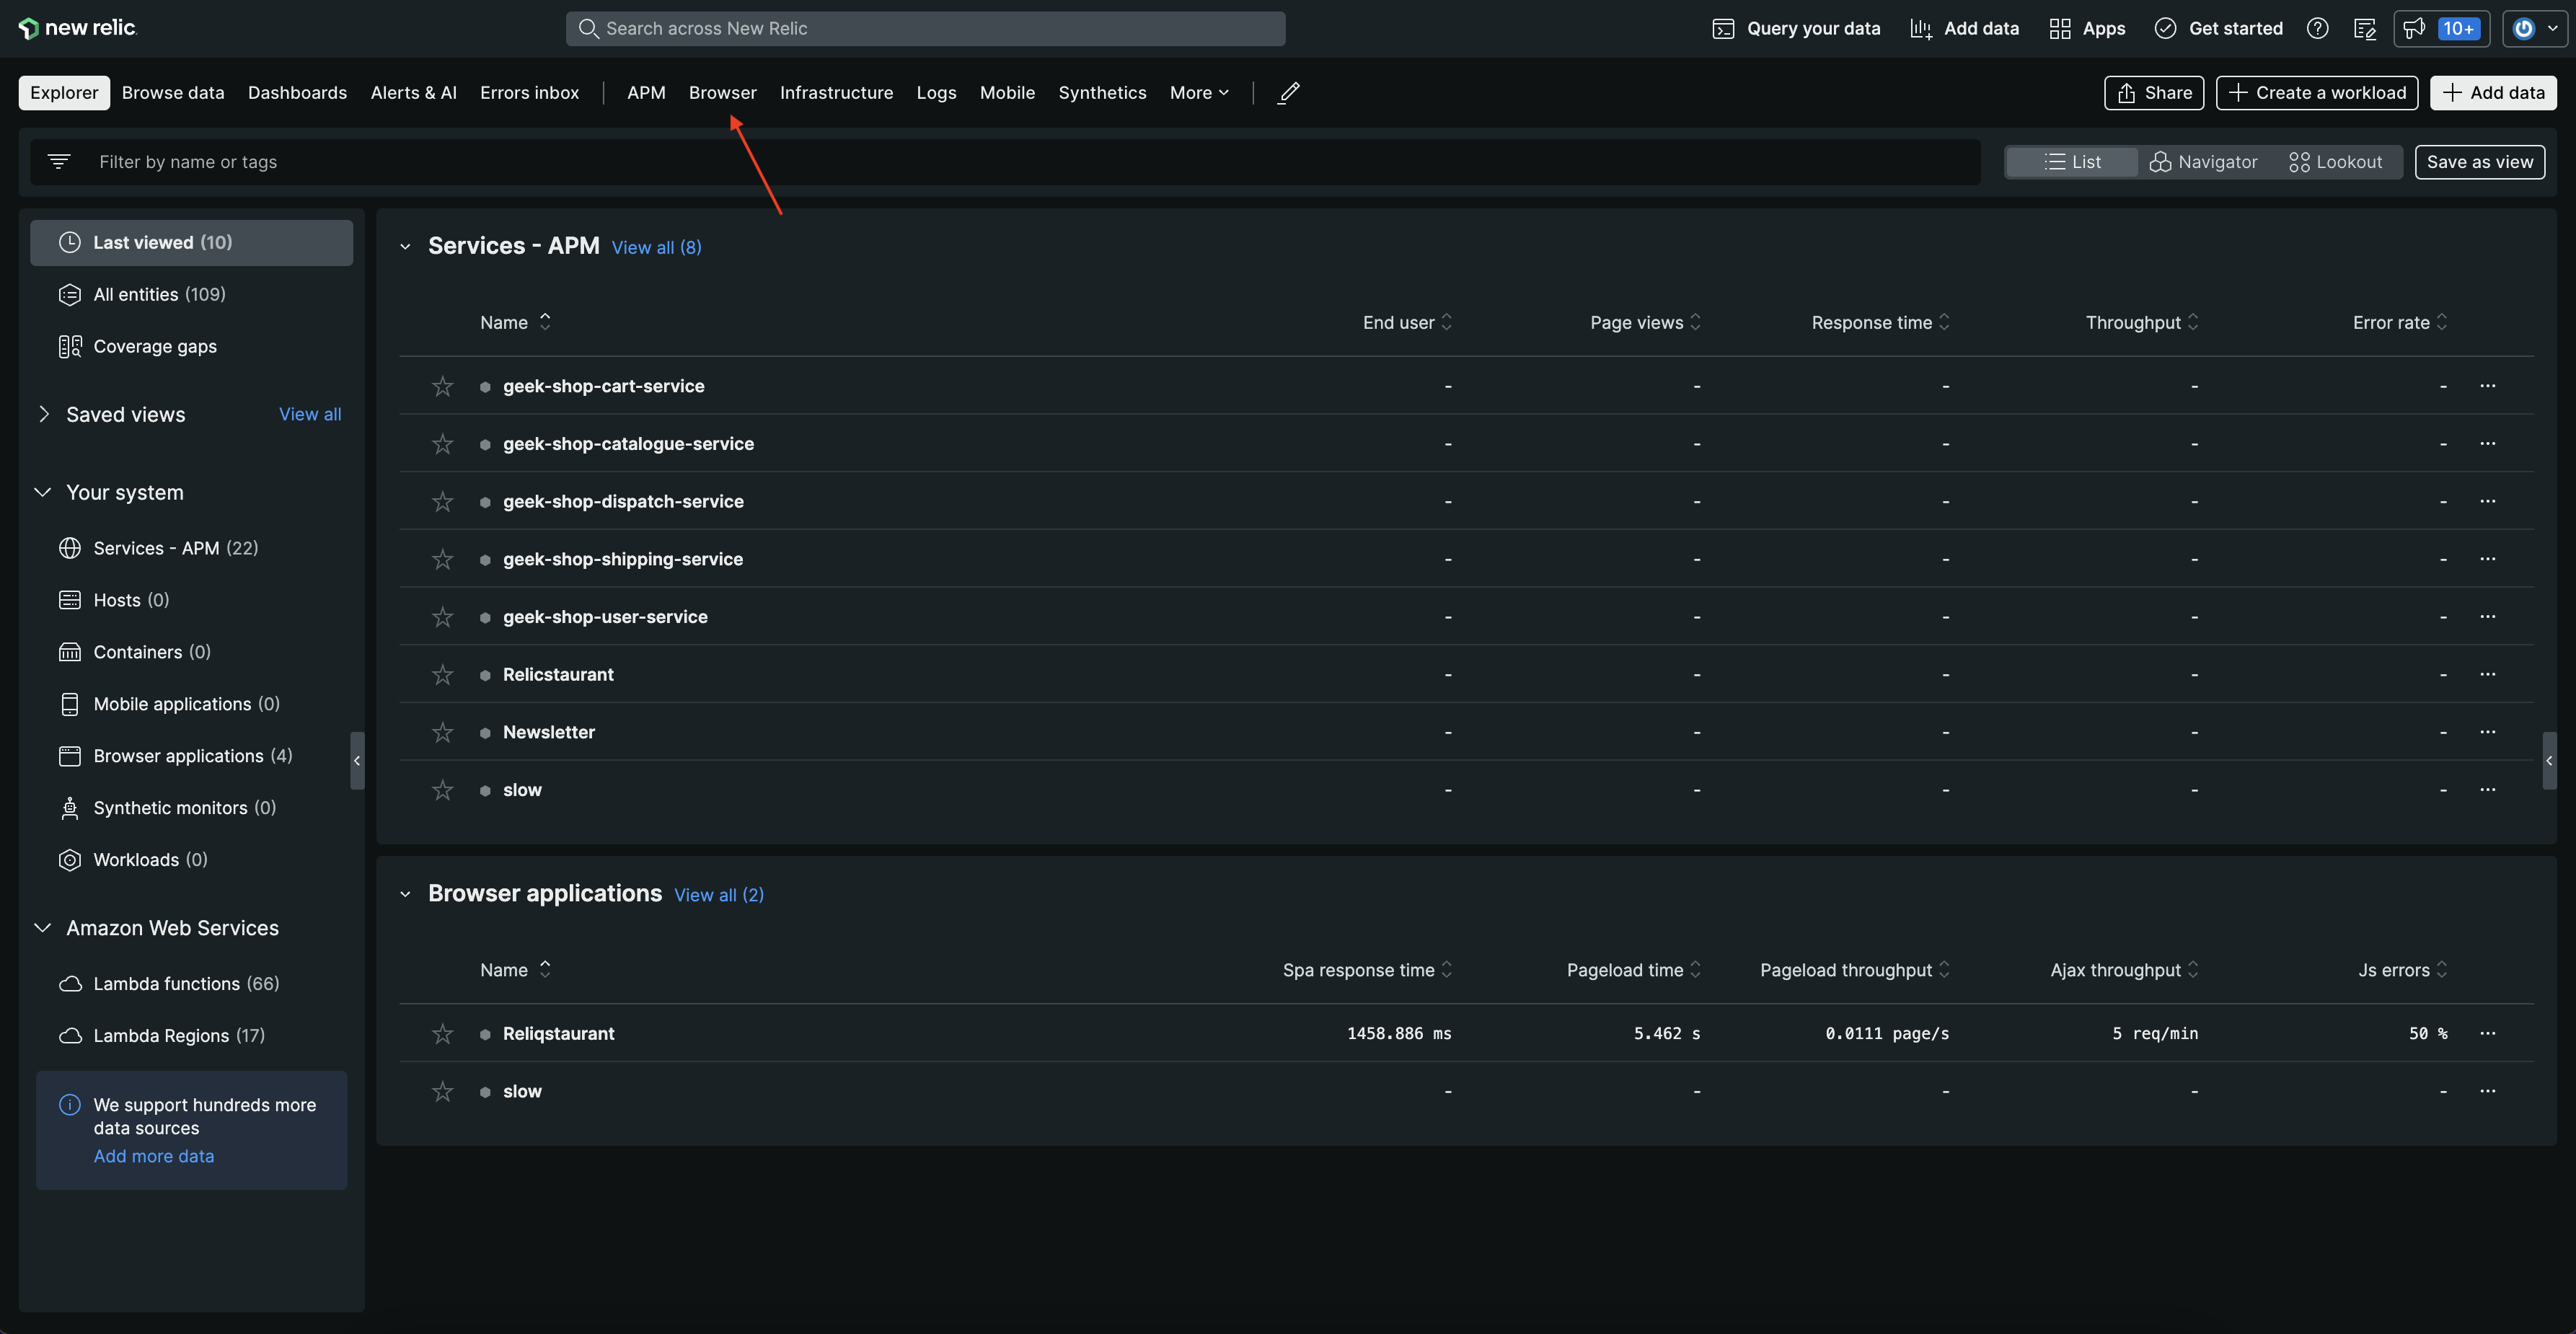 new relic.
Search across New Relic
Query your data
Add data
Apps
Get started
10+
Explorer
Browse data
Dashboards
Alerts & AI
Errors inbox
APM
Browser
Infrastructure
Logs
Mobile
Synthetics
More
Share
Create a workload
Add data
Filter by name or tags
List
Navigator
Lookout
Save as view
Last viewed (10)
All entities (109)
Coverage gaps
Saved views View all
Your system
Services - APM (22)
Hosts (0)
Containers (0)
Mobile applications (0)
Browser applications (4)
Synthetic monitors (0)
Workloads (0)
Amazon Web Services
Lambda functions (66)
Lambda Regions (17)
We support hundreds more
data sources
Add more data
Services - APM View all (8)
Name End user Page views Response time Throughput Error rate
geek-shop-cart-service - - - - - ...
geek-shop-catalogue-service - - - - - ...
geek-shop-dispatch-service - - - - - ...
geek-shop-shipping-service - - - - - ...
geek-shop-user-service - - - - - ...
Relicstaurant - - - - - ...
Newsletter - - - - - ...
slow - - - - - ...
Browser applications View all (2)
Name Spa response time Pageload time Pageload throughput Ajax throughput Js errors
Reliqstaurant 1458.886 ms 5.462 s 0.0111 page/s 5 req/min 50 % ...
slow - - - - - ...